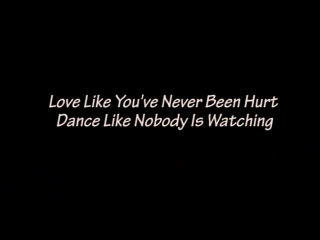 Love Like You've Never Been Hurt
Dance Like Nobody Is Watching